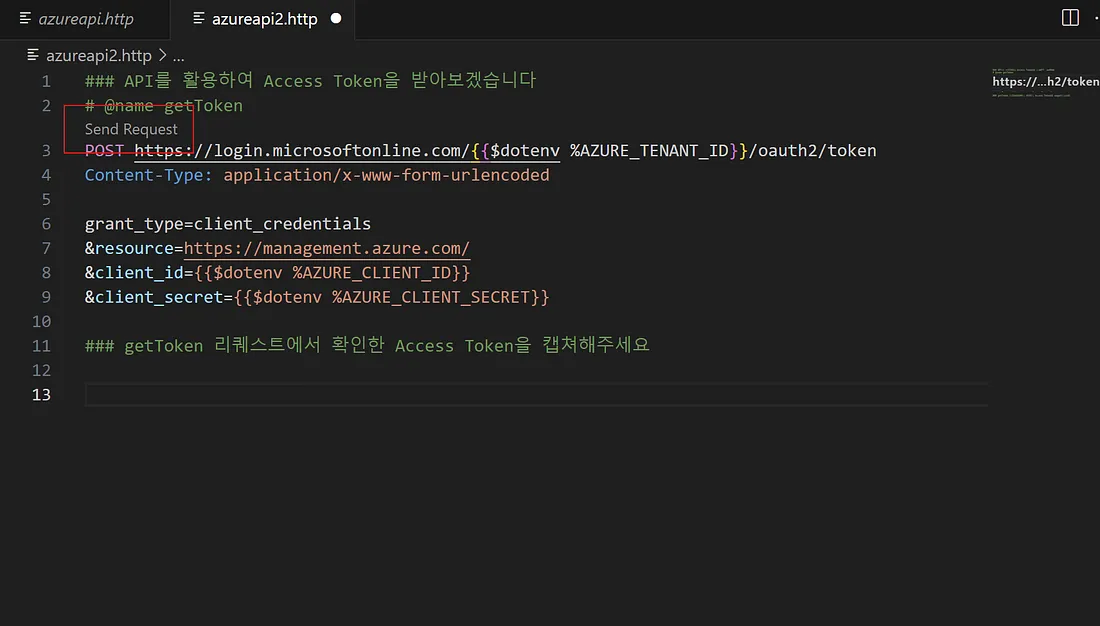 azureapi.http
azureapi2.http
azureapi2.http > ...
1 ### API를 활용하여 Access Token을 받아보겠습니다
2 # @name getToken
Send Request
3 POST https://login.microsoftonline.com/{{$dotenv %AZURE_TENANT_ID}}/oauth2/token
4 Content-Type: application/x-www-form-urlencoded
5
6 grant_type=client_credentials
7 &resource=https://management.azure.com/
8 &client_id={{$dotenv %AZURE_CLIENT_ID}}
9 &client_secret={{$dotenv %AZURE_CLIENT_SECRET}}
10
11 ### getToken 리퀘스트에서 확인한 Access Token을 캡쳐해주세요
12
13
https://...h2/token